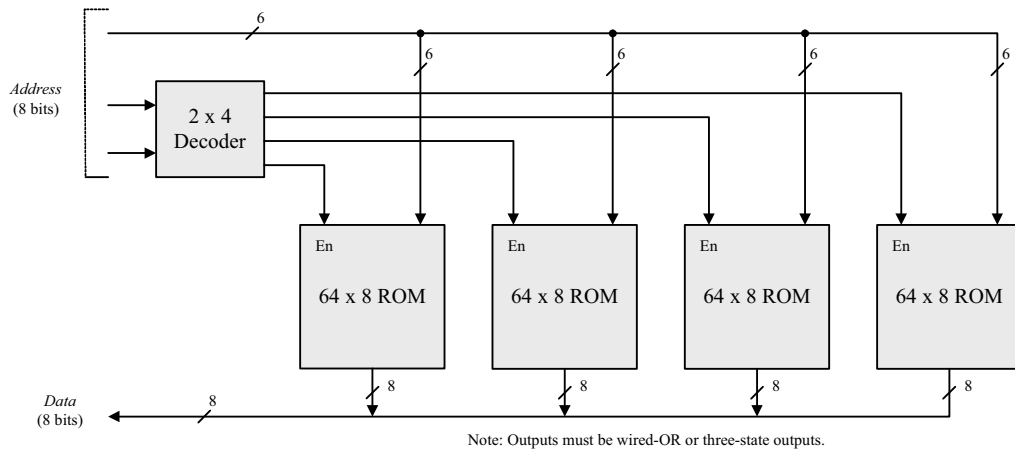 6
6
6
6
6
Address
(8 bits)
2 x 4
Decoder
En
En
En
En
64 x 8 ROM
64 x 8 ROM
64 x 8 ROM
64 x 8 ROM
8
8
8
8
Data
(8 bits)
8
Note: Outputs must be wired-OR or three-state outputs.